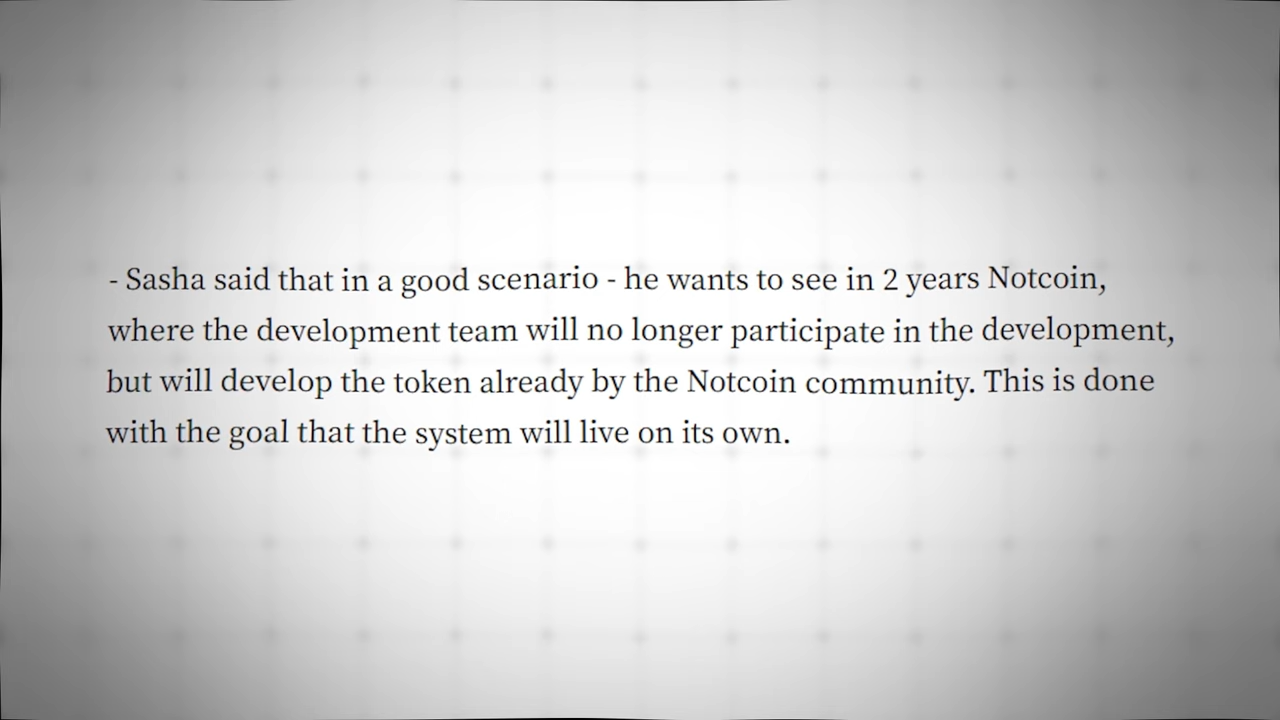 - Sasha said that in a good scenario - he wants to see in 2 years Notcoin,
where the development team will no longer participate in the development,
but will develop the token already by the Notcoin community. This is done
with the goal that the system will live on its own.